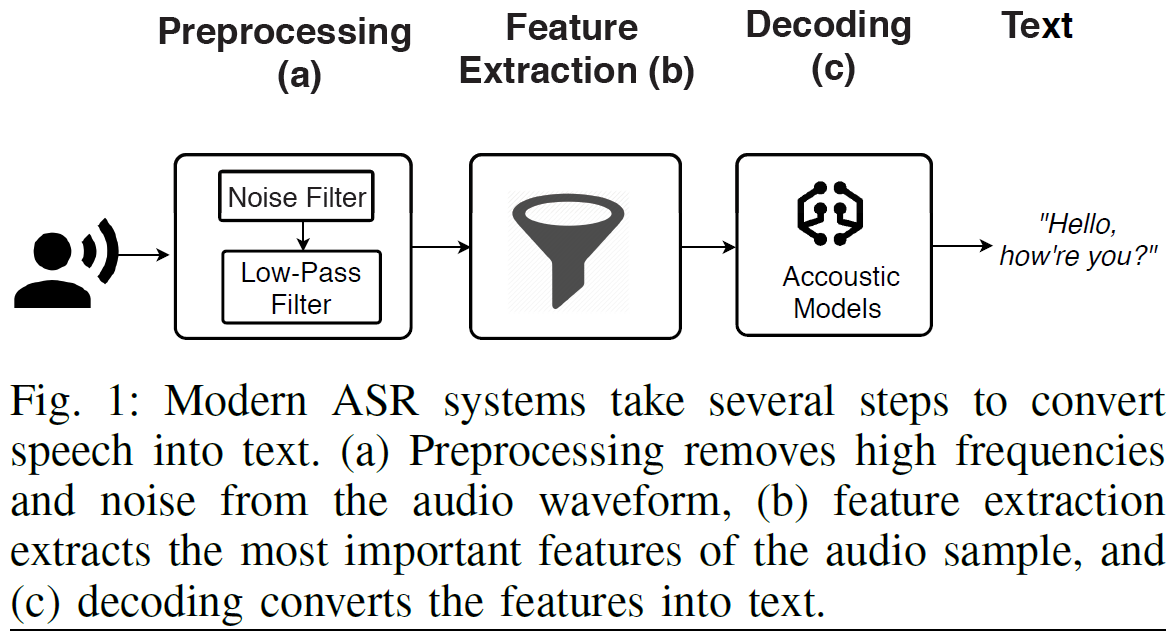 Preprocessing
(a)
Feature
Extraction (b)
Decoding
(c)
Text
Noise Filter
Low-Pass
Filter
Accoustic
Models
"Hello,
how're you?"
Fig. 1: Modern ASR systems take several steps to convert
speech into text. (a) Preprocessing removes high frequencies
and noise from the audio waveform, (b) feature extraction
extracts the most important features of the audio sample, and
(c) decoding converts the features into text.